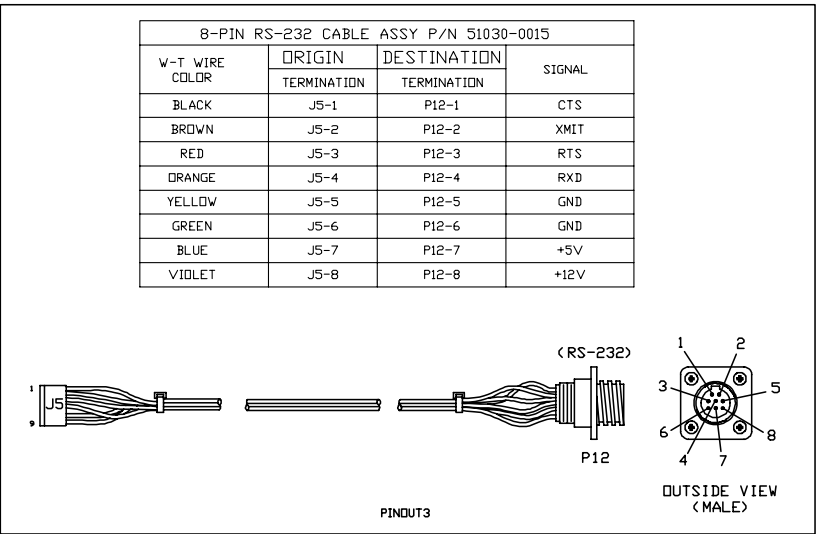 8-PIN RS-232 CABLE ASSY P/N 51030-0015
W-T WIRE COLOR ORIGIN TERMINATION DESTINATION TERMINATION SIGNAL
BLACK J5-1 P12-1 CTS
BROWN J5-2 P12-2 XMIT
RED J5-3 P12-3 RTS
ORANGE J5-4 P12-4 RXD
YELLOW J5-5 P12-5 GND
GREEN J5-6 P12-6 GND
BLUE J5-7 P12-7 +5V
VIOLET J5-8 P12-8 +12V
(RS-232)
1 2
1
J5
9
3 5
6 8
4 7
P12
OUTSIDE VIEW
(MALE)
PINOUT3